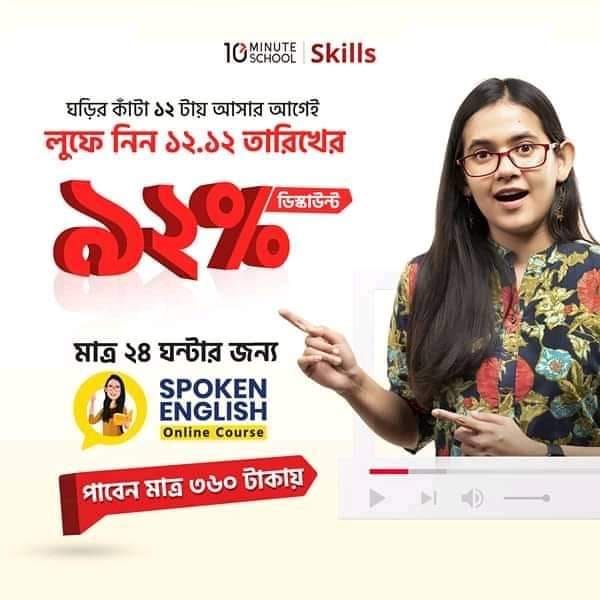 10 MINUTE SCHOOL | Skills
ঘড়ির কাঁটা ১২ টায় আসার আগেই
লুফে নিন ১২.১২ তারিখের
৯২% ডিস্কাউন্ট
মাত্র ২৪ ঘন্টার জন্য
SPOKEN
ENGLISH
Online Course
পাবেন মাত্র ৩৬০ টাকায়